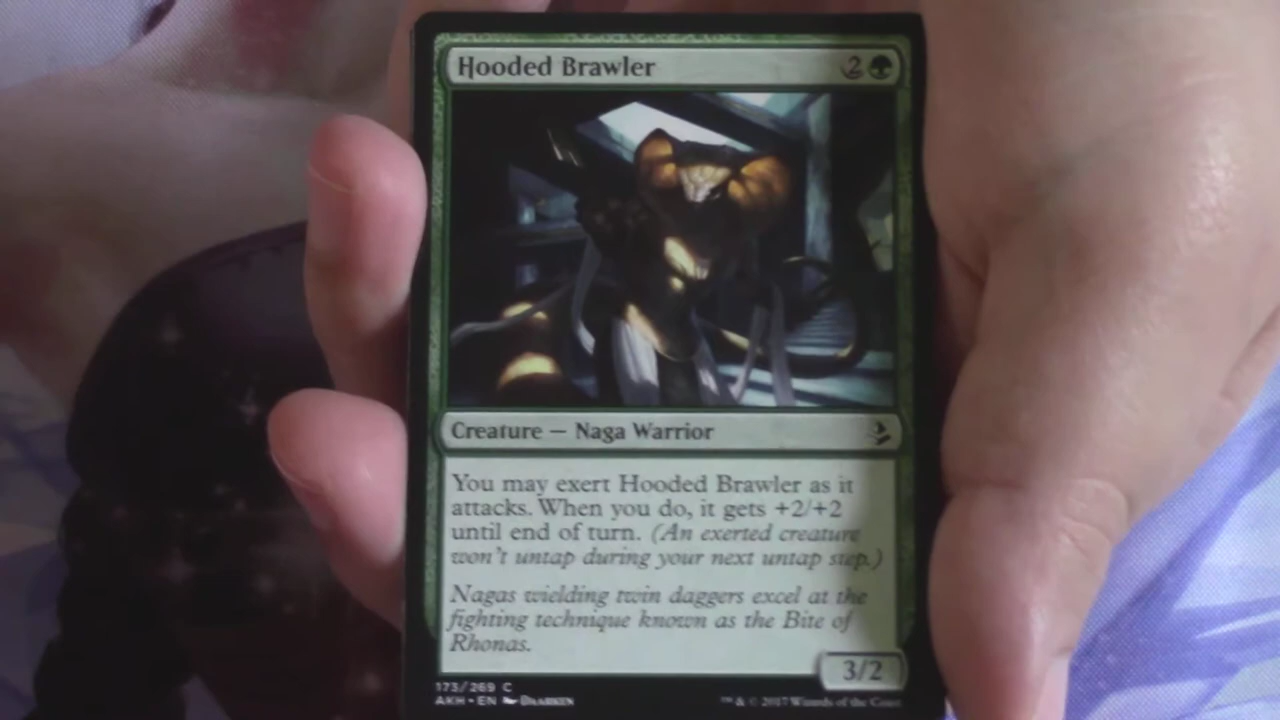 Hooded Brawler 2
Creature — Naga Warrior
You may exert Hooded Brawler as it
attacks. When you do, it gets +2/+2
until end of turn. (An exerted creature
won't untap during your next untap step.)
Nagas wielding twin daggers excel at the
fighting technique known as the Bite of
Rhonas.
3/2
173/269 C
AKH • EN DAARKEN
™ & © 2017 Wizards of the Coast